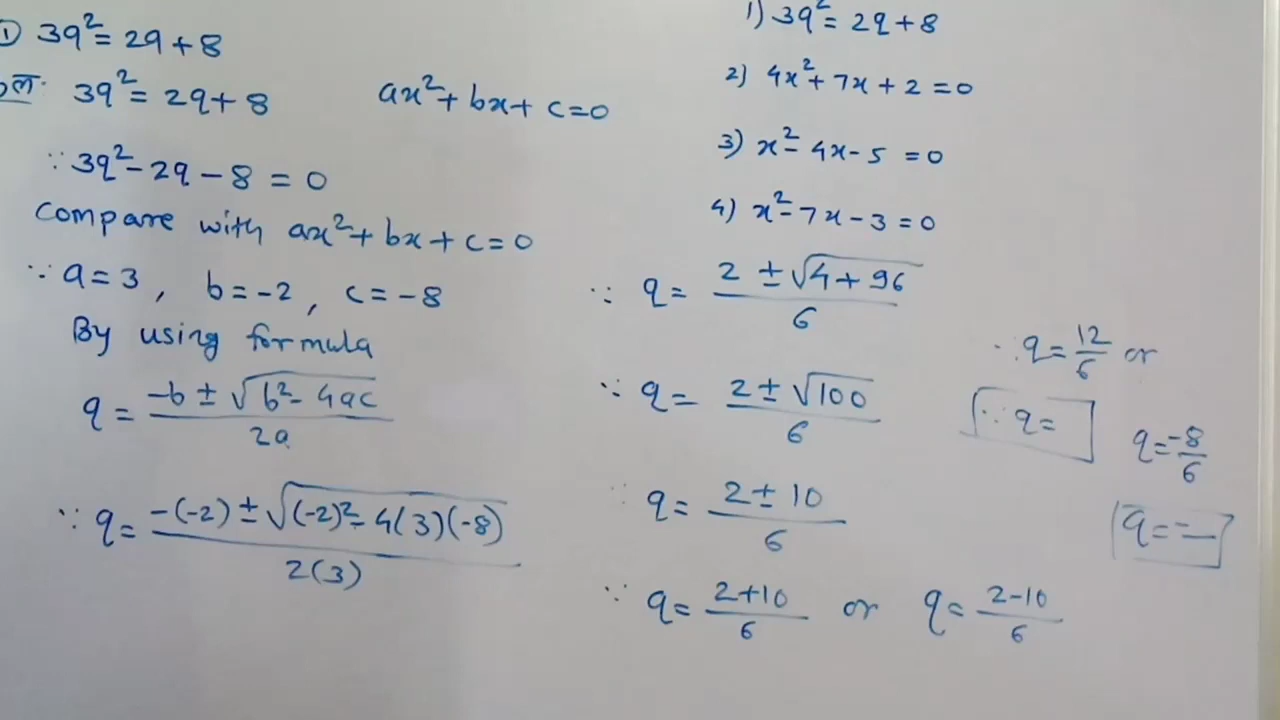 ① 3q² = 2q + 8
3q² = 2q + 8
ax² + bx + c = 0
∵ 3q² - 2q - 8 = 0
Compare with ax² + bx + c = 0
∵ a = 3, b = -2, c = -8
By using formula
q = (-b ± √(b² - 4ac)) / 2a
∵ q = (-(-2) ± √((-2)² - 4(3)(-8))) / 2(3)
1) 3q² = 2q + 8
2) 4x² + 7x + 2 = 0
3) x² - 4x - 5 = 0
4) x² - 7x - 3 = 0
∵ q = (2 ± √(4 + 96)) / 6
∵ q = (2 ± √100) / 6
∵ q = (2 ± 10) / 6
∵ q = (2 + 10) / 6 or q = (2 - 10) / 6
∵ q = 12/6 or
∵ q =
q = -8/6
q = -